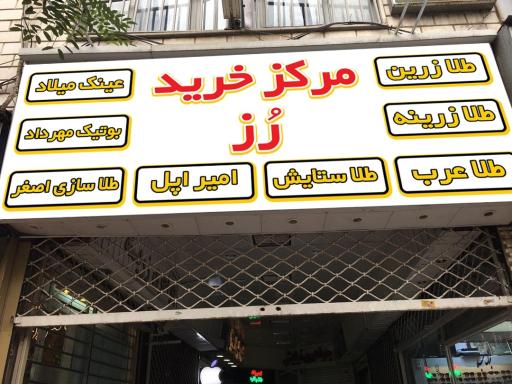 مرکز خرید
رُز
طلا زرین
طلا زرینه
طلا عرب
طلا ستایش
امیر اپل
طلا سازی اصغر
بوتیک مهرداد
عینک میلاد